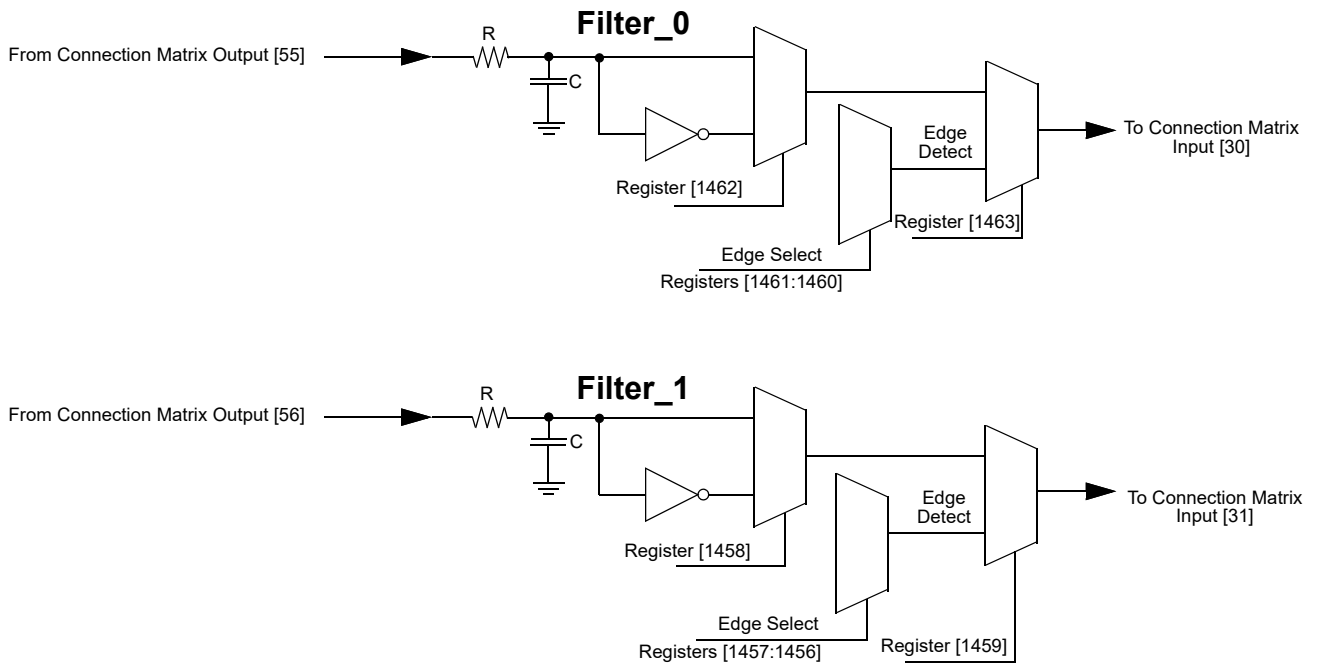 Filter_0
From Connection Matrix Output [55]
R
C
Edge
Detect
To Connection Matrix
Input [30]
Register [1462]
Register [1463]
Edge Select
Registers [1461:1460]
Filter_1
From Connection Matrix Output [56]
R
C
Edge
Detect
To Connection Matrix
Input [31]
Register [1458]
Edge Select
Registers [1457:1456]
Register [1459]